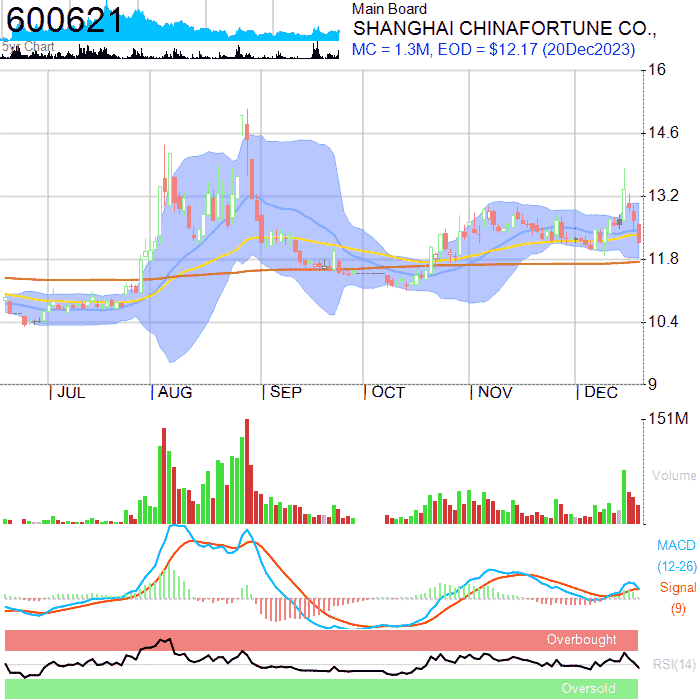 600621
5yr Chart
Main Board
SHANGHAI CHINAFORTUNE CO.,
MC = 1.3M, EOD = $12.17 (20Dec2023)
16
14.6
13.2
11.8
10.4
9
JUL
AUG
SEP
OCT
NOV
DEC
151M
Volume
MACD
(12-26)
Signal
(9)
Overbought
RSI(14)
Oversold